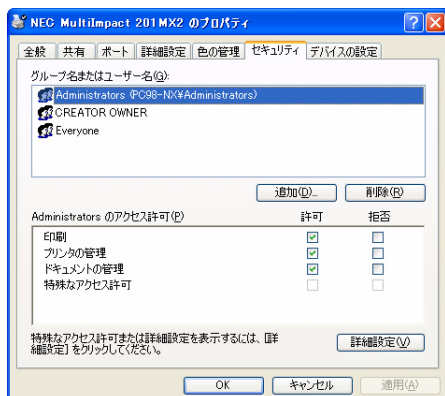 NEC MultiImpact 201MX2 のプロパティ
全般 共有 ポート 詳細設定 色の管理 セキュリティ デバイスの設定
グループ名またはユーザー名(G):
Administrators (PC98-NX¥Administrators)
CREATOR OWNER
Everyone
追加(D)... 削除(R)
Administrators のアクセス許可(P) 許可 拒否
印刷
プリンタの管理
ドキュメントの管理
特殊なアクセス許可
特殊なアクセス許可または詳細設定を表示するには、[詳
細設定] をクリックしてください。
詳細設定(V)
OK キャンセル 適用(A)